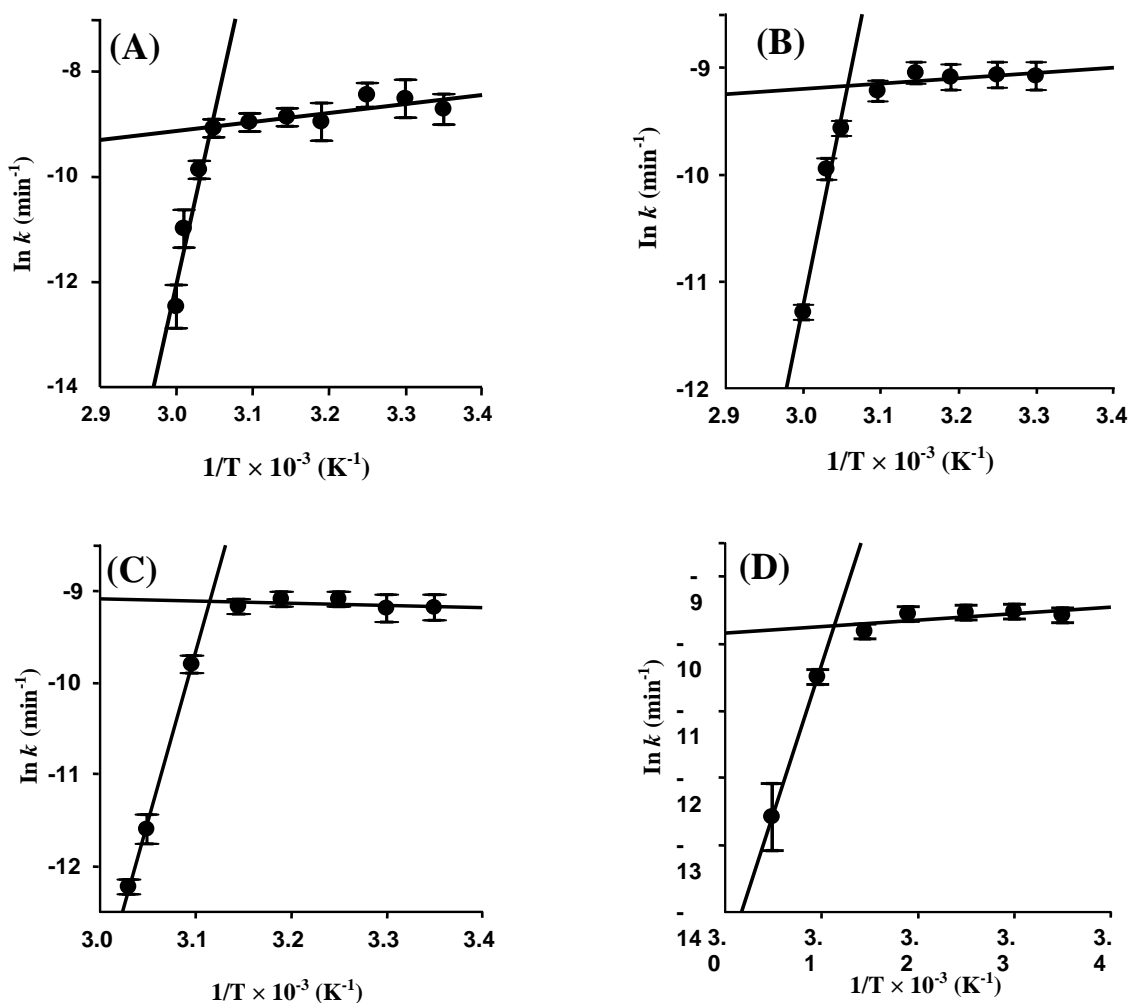 (A)
-8
-10
-12
-14
2.9 3.0 3.1 3.2 3.3 3.4
ln k (min-1)
1/T × 10-3 (K-1)
(B)
-9
-10
-11
-12
2.9 3.0 3.1 3.2 3.3 3.4
ln k (min-1)
1/T × 10-3 (K-1)
(C)
-9
-10
-11
-12
3.0 3.1 3.2 3.3 3.4
ln k (min-1)
1/T × 10-3 (K-1)
(D)
-
9
-
10
-
11
-
12
-
13
-
14 3. 3. 3. 3. 3.
0 1 2 3 4
ln k (min-1)
1/T × 10-3 (K-1)